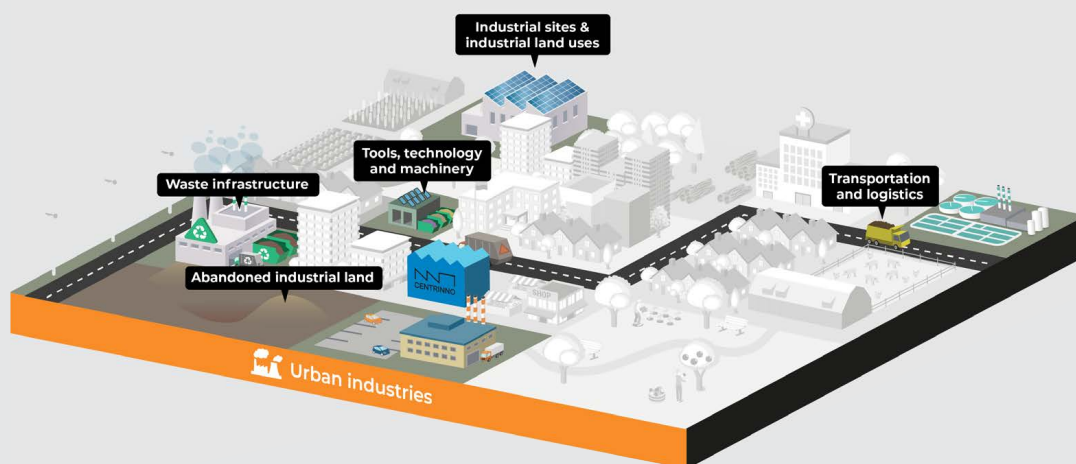 Industrial sites &
industrial land uses
Tools, technology
and machinery
Waste infrastructure
Transportation
and logistics
Abandoned industrial land
CENTRINNO
SHOP
Urban industries